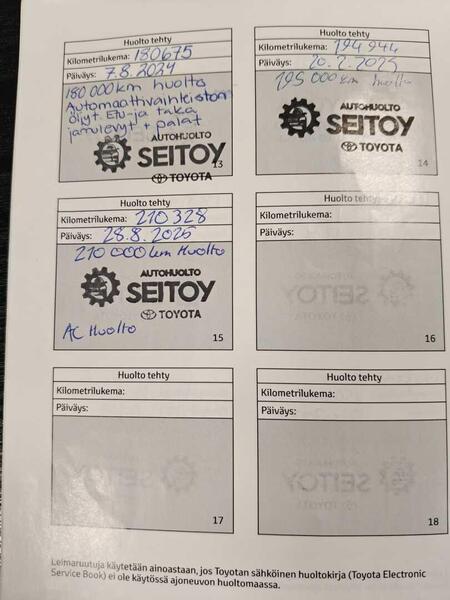 Huolto tehty
Kilometrilukema: 180675
Päiväys: 7.8.2024
180 000 km huolto
Automaattivaihteiston
öljyt. Etu- ja taka
jarrulevyt + palat
AUTOHUOLTO
SEITOY
TOYOTA
13
Huolto tehty
Kilometrilukema: 194 944
Päiväys: 20.2.2025
195 000 km huolto
AUTOHUOLTO
SEITOY
TOYOTA
14
Huolto tehty
Kilometrilukema: 210 328
Päiväys: 28.8.2025
210 000 km Huolto
AUTOHUOLTO
SEITOY
TOYOTA
AC Huolto
15
Huolto tehty
Kilometrilukema:
Päiväys:
16
Huolto tehty
Kilometrilukema:
Päiväys:
17
Huolto tehty
Kilometrilukema:
Päiväys:
18
Leimaruutuja käytetään ainoastaan, jos Toyotan sähköinen huoltokirja (Toyota Electronic
Service Book) ei ole käytössä ajoneuvon huoltomaassa.